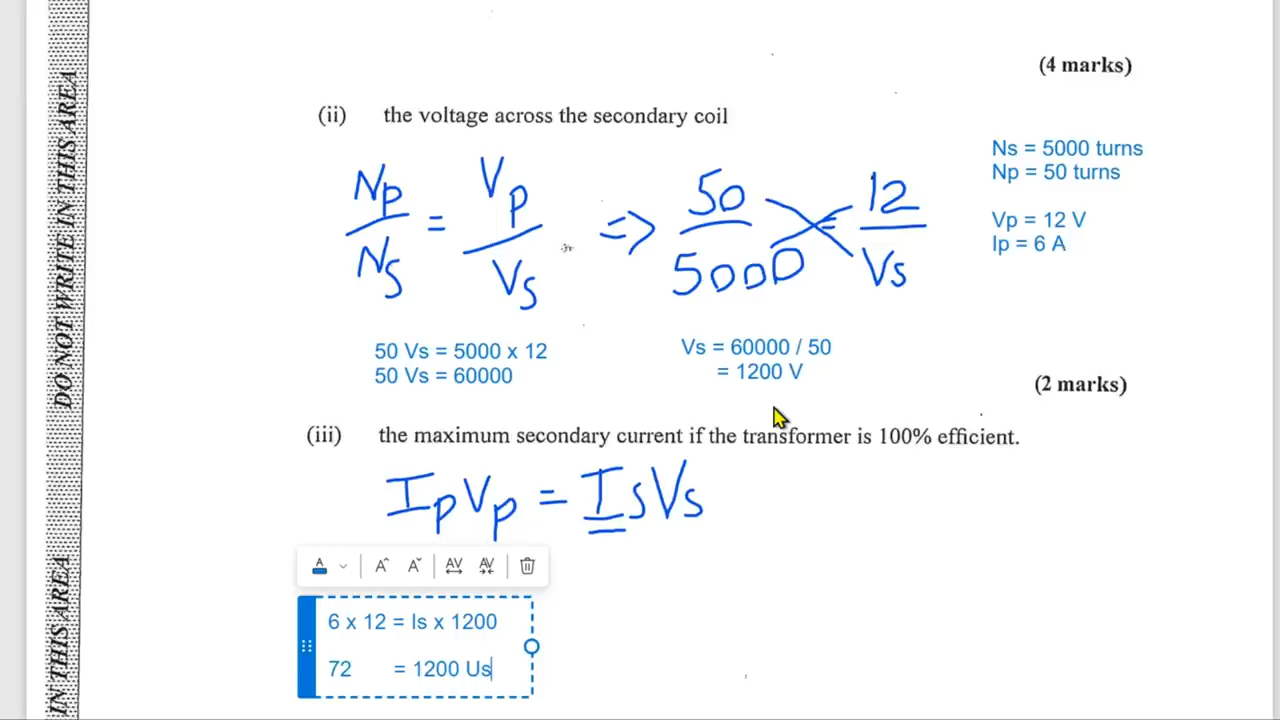 (4 marks)
(ii) the voltage across the secondary coil
Ns = 5000 turns
Np = 50 turns
Vp = 12 V
Ip = 6 A
Np/Ns = Vp/Vs => 50/5000 = 12/Vs
50 Vs = 5000 x 12
50 Vs = 60000
Vs = 60000 / 50
= 1200 V
(2 marks)
(iii) the maximum secondary current if the transformer is 100% efficient.
IpVp = IsVs
A A^ Aˇ AV AV
6 x 12 = Is x 1200
72 = 1200 Us
DO NOT WRITE IN THIS AREA
IN THIS AREA